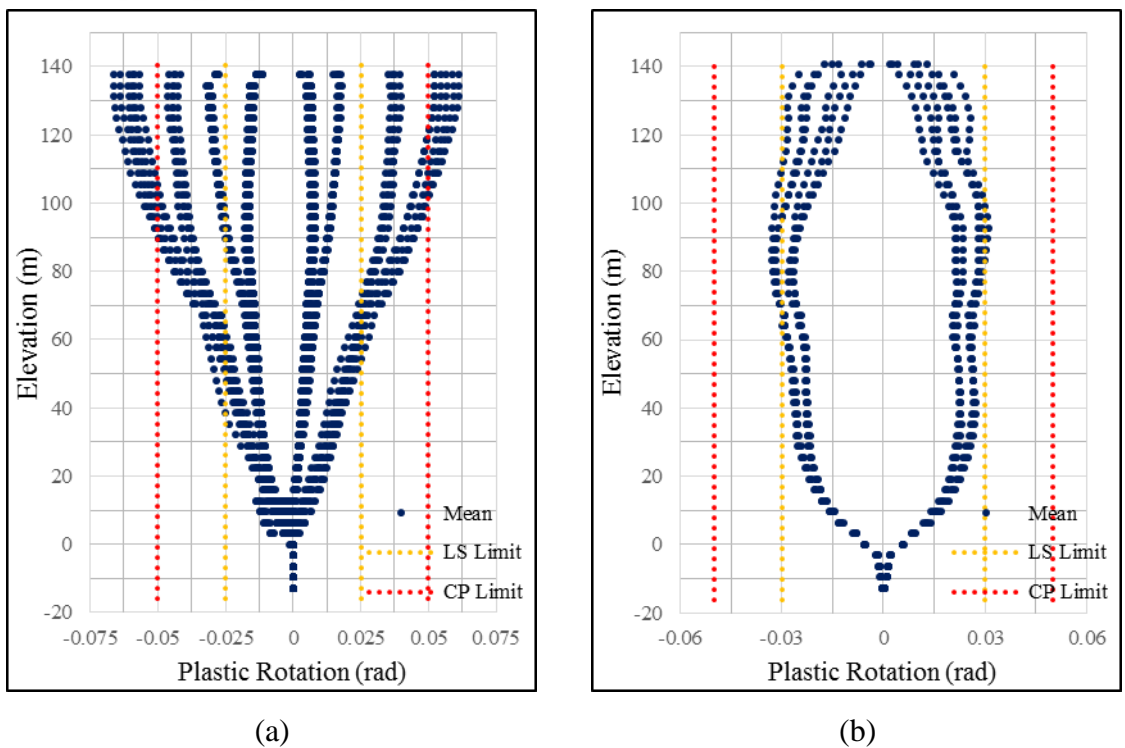 140
120
100
80
60
40
20
0
-20
Elevation (m)
-0.075 -0.05 -0.025 0 0.025 0.05 0.075
Plastic Rotation (rad)
Mean
LS Limit
CP Limit
(a)
140
120
100
80
60
40
20
0
-20
Elevation (m)
-0.06 -0.03 0 0.03 0.06
Plastic Rotation (rad)
Mean
LS Limit
CP Limit
(b)